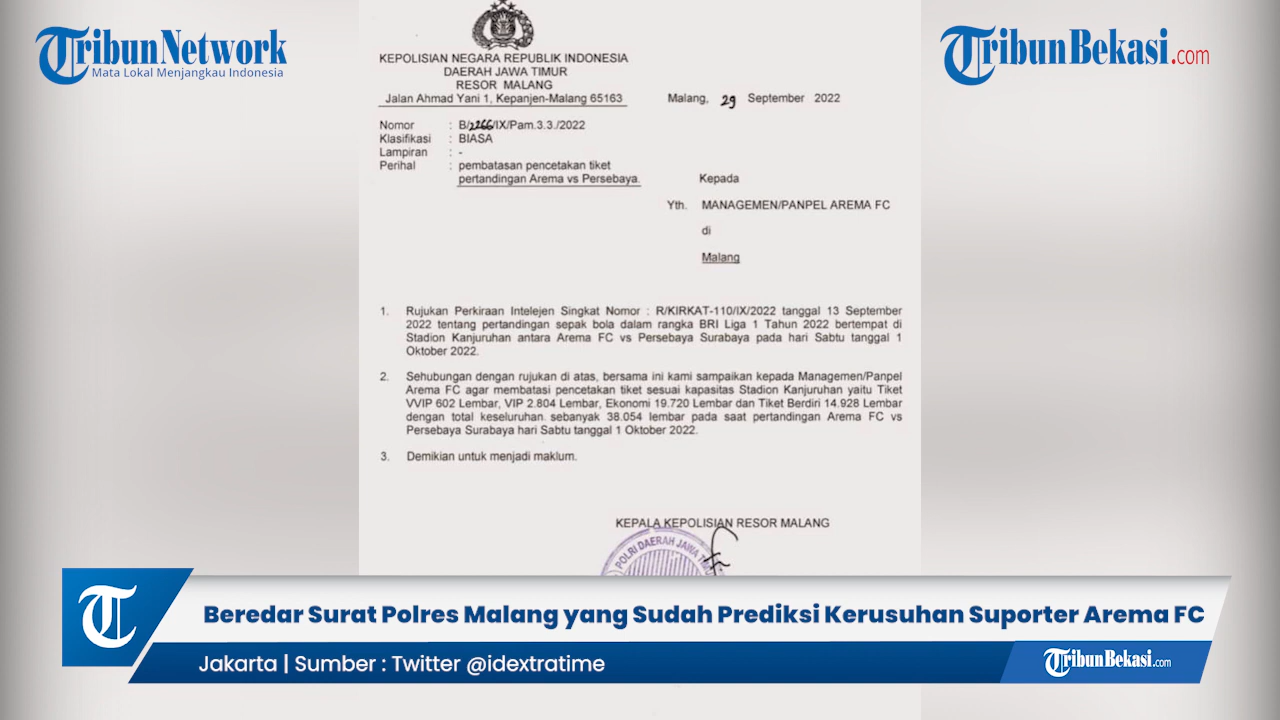 TribunNetwork
Mata Lokal Menjangkau Indonesia
TribunBekasi.com
KEPOLISIAN NEGARA REPUBLIK INDONESIA
DAERAH JAWA TIMUR
RESOR MALANG
Jalan Ahmad Yani 1, Kepanjen-Malang 65163
Malang, 29 September 2022
Nomor : B/2266/IX/Pam.3.3./2022
Klasifikasi : BIASA
Lampiran : -
Perihal : pembatasan pencetakan tiket
pertandingan Arema vs Persebaya.
Kepada
Yth. MANAGEMEN/PANPEL AREMA FC
di
Malang
1. Rujukan Perkiraan Intelejen Singkat Nomor : R/KIRKAT-110/IX/2022 tanggal 13 September
2022 tentang pertandingan sepak bola dalam rangka BRI Liga 1 Tahun 2022 bertempat di
Stadion Kanjuruhan antara Arema FC vs Persebaya Surabaya pada hari Sabtu tanggal 1
Oktober 2022.
2. Sehubungan dengan rujukan di atas, bersama ini kami sampaikan kepada Managemen/Panpel
Arema FC agar membatasi pencetakan tiket sesuai kapasitas Stadion Kanjuruhan yaitu Tiket
VVIP 602 Lembar, VIP 2.804 Lembar, Ekonomi 19.720 Lembar dan Tiket Berdiri 14.928 Lembar
dengan total keseluruhan sebanyak 38.054 lembar pada saat pertandingan Arema FC vs
Persebaya Surabaya hari Sabtu tanggal 1 Oktober 2022.
3. Demikian untuk menjadi maklum.
KEPALA KEPOLISIAN RESOR MALANG
POLRI DAERAH JAWA TIMU
Beredar Surat Polres Malang yang Sudah Prediksi Kerusuhan Suporter Arema FC
Jakarta | Sumber : Twitter @idextratime
TribunBekasi.com